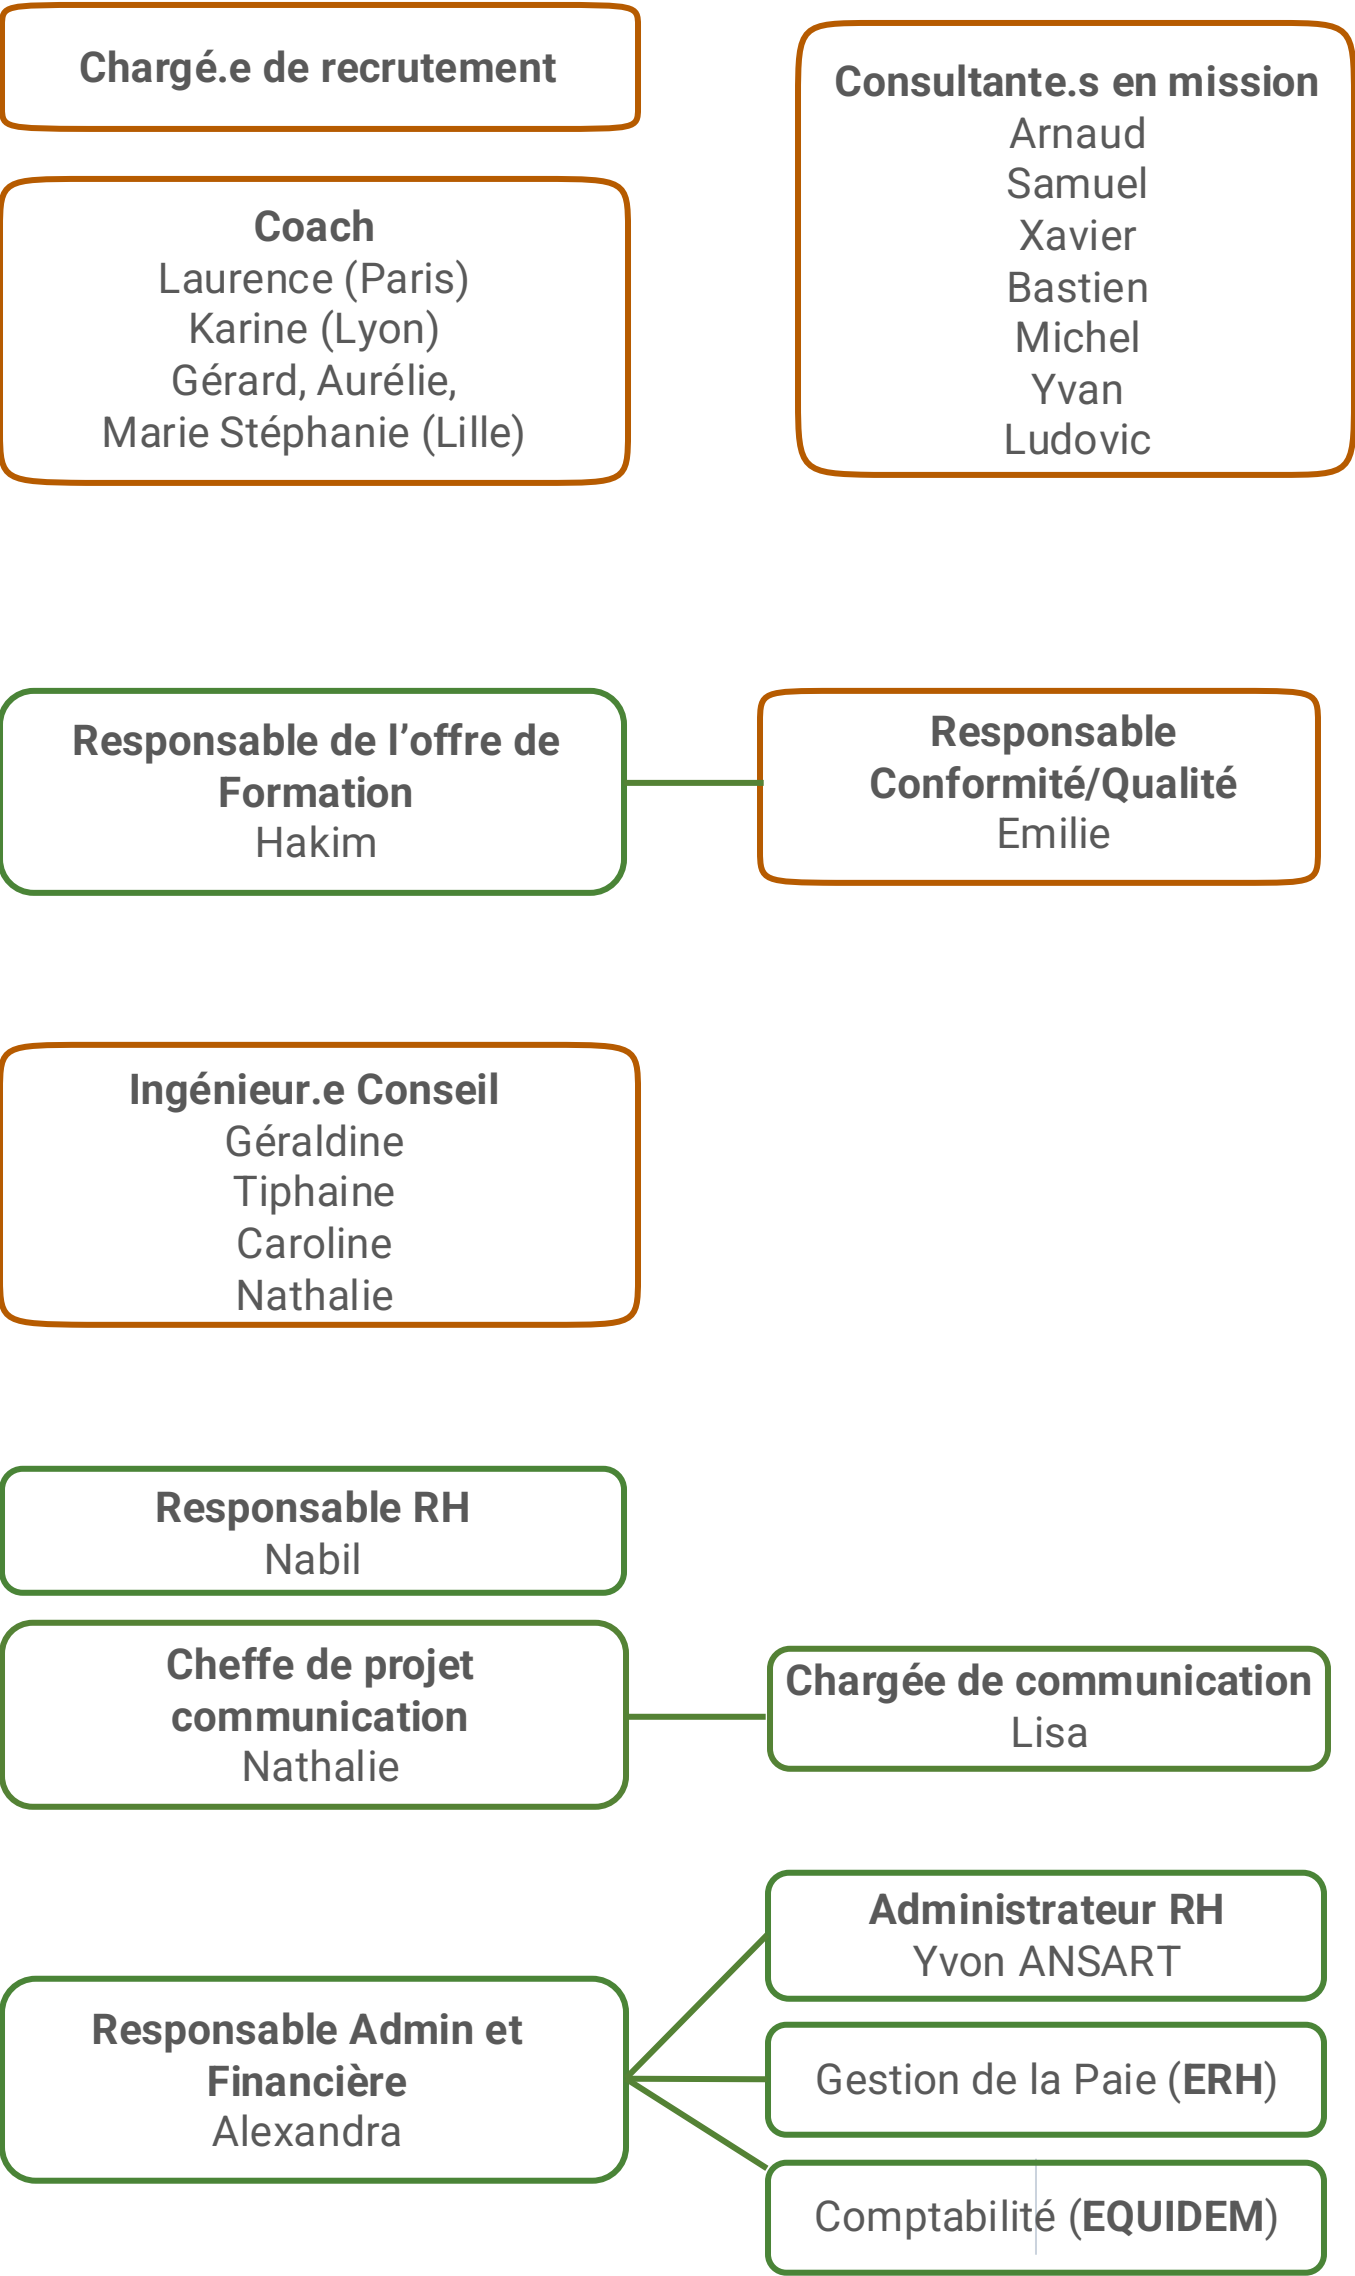 Chargé.e de recrutement
Coach
Laurence (Paris)
Karine (Lyon)
Gérard, Aurélie,
Marie Stéphanie (Lille)
Consultante.s en mission
Arnaud
Samuel
Xavier
Bastien
Michel
Yvan
Ludovic
Responsable de l’offre de
Formation
Hakim
Responsable
Conformité/Qualité
Emilie
Ingénieur.e Conseil
Géraldine
Tiphaine
Caroline
Nathalie
Responsable RH
Nabil
Cheffe de projet
communication
Nathalie
Chargée de communication
Lisa
Responsable Admin et
Financière
Alexandra
Administrateur RH
Yvon ANSART
Gestion de la Paie (ERH)
Comptabilité (EQUIDEM)